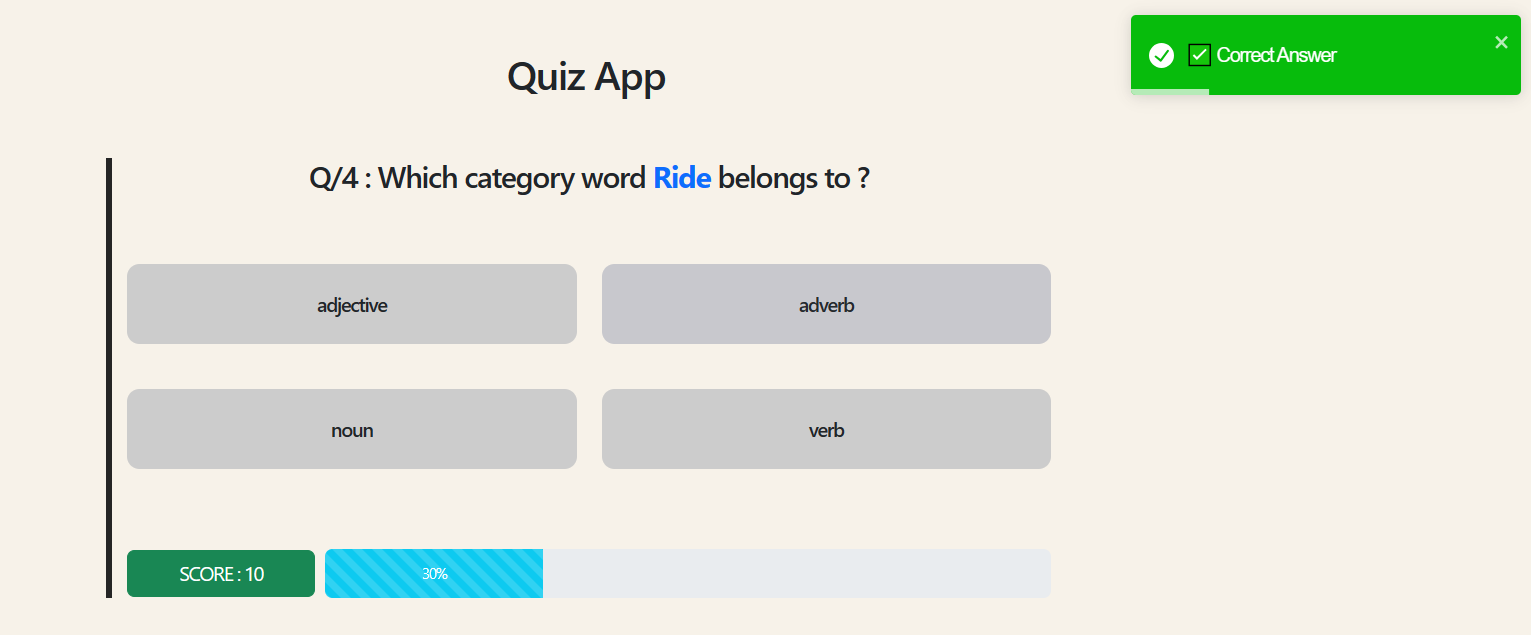 Quiz App
Correct Answer
Q/4 : Which category word Ride belongs to ?
adjective
adverb
noun
verb
SCORE : 10
30%